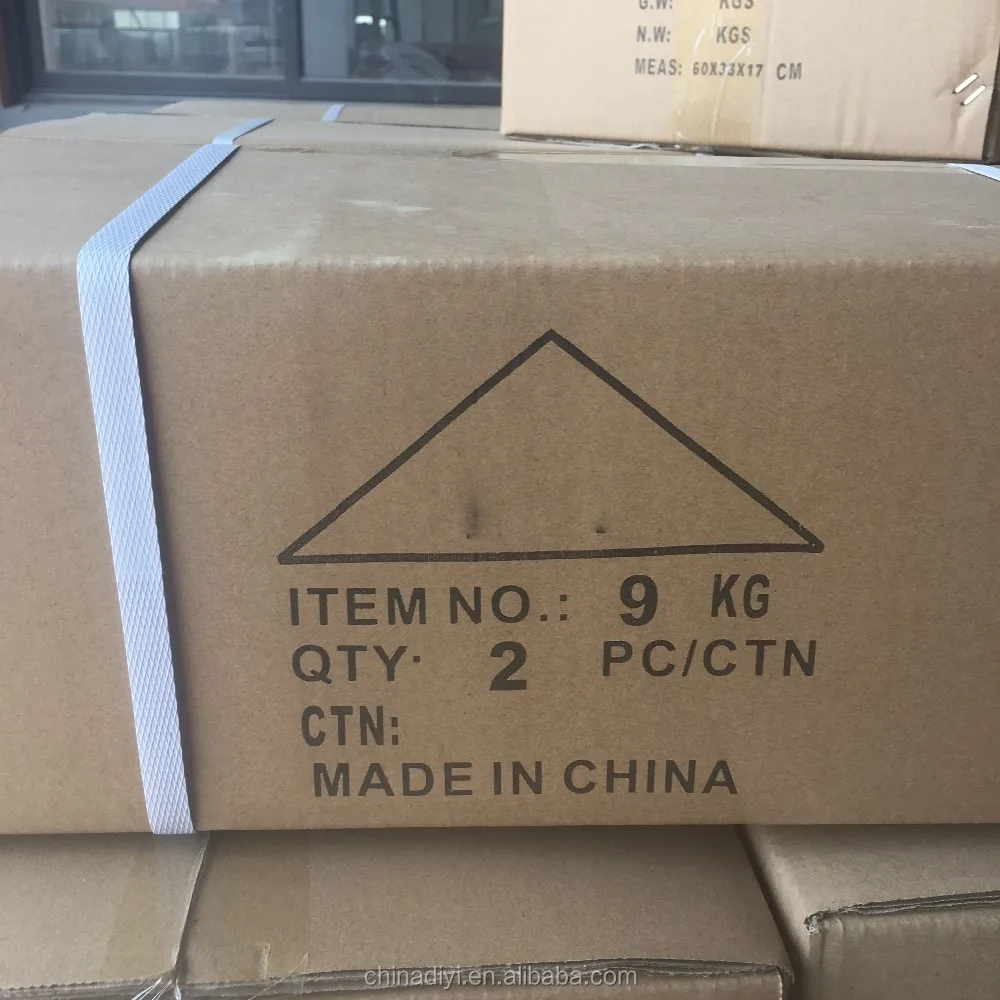 G.W: KGS
N.W: KGS
MEAS: 60X33X17 CM
ITEM NO.: 9 KG
QTY· 2 PC/CTN
CTN:
MADE IN CHINA
chinadiyi.en.alibaba.com